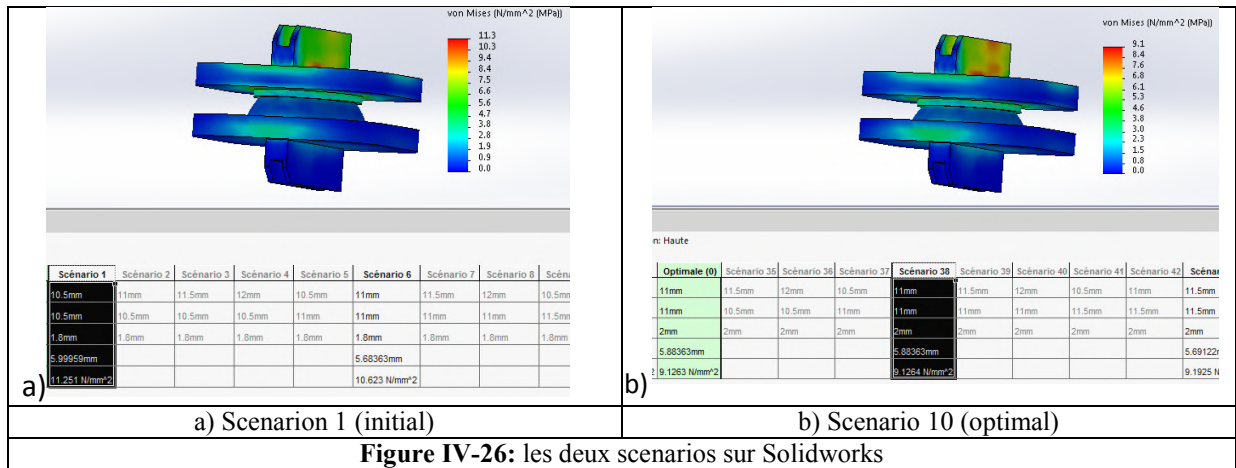 von Mises (N/mm^2 (MPa))
11.3
10.3
9.4
8.4
7.5
6.6
5.6
4.7
3.8
2.8
1.9
0.9
0.0
Scénario 1 Scénario 2 Scénario 3 Scénario 4 Scénario 5 Scénario 6 Scénario 7 Scénario 8
10.5mm 11mm 11.5mm 12mm 10.5mm 11mm 11.5mm 12mm 10.5mm
10.5mm 10.5mm 10.5mm 10.5mm 11mm 11mm 11mm 11mm 11.5mm
1.8mm 1.8mm 1.8mm 1.8mm 1.8mm 1.8mm 1.8mm 1.8mm 1.8mm
5.99959mm 5.68363mm
11.251 N/mm^2 10.623 N/mm^2
a)
von Mises (N/mm^2 (MPa))
9.1
8.4
7.6
6.8
6.1
5.3
4.6
3.8
3.0
2.3
1.5
0.8
0.0
n: Haute
Optimale (0) Scénario 35 Scénario 36 Scénario 37 Scénario 38 Scénario 39 Scénario 40 Scénario 41 Scénario 42
11mm 11.5mm 12mm 10.5mm 11mm 11.5mm 12mm 10.5mm 11mm 11.5mm
11mm 10.5mm 10.5mm 11mm 11mm 11mm 11mm 11.5mm 11.5mm 11.5mm
2mm 2mm 2mm 2mm 2mm 2mm 2mm 2mm 2mm 2mm
5.88363mm 5.88363mm 5.69122
9.1263 N/mm^2 9.1264 N/mm^2 9.1925 N
b)
a) Scenarion 1 (initial) b) Scenario 10 (optimal)
Figure IV-26: les deux scenarios sur Solidworks